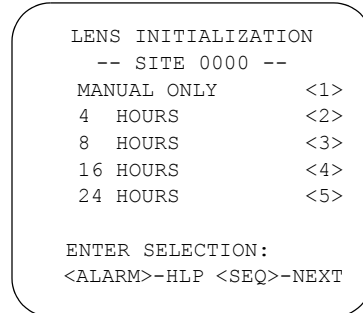 LENS INITIALIZATION
-- SITE 0000 --
MANUAL ONLY <1>
4 HOURS <2>
8 HOURS <3>
16 HOURS <4>
24 HOURS <5>
ENTER SELECTION:
<ALARM>-HLP <SEQ>-NEXT